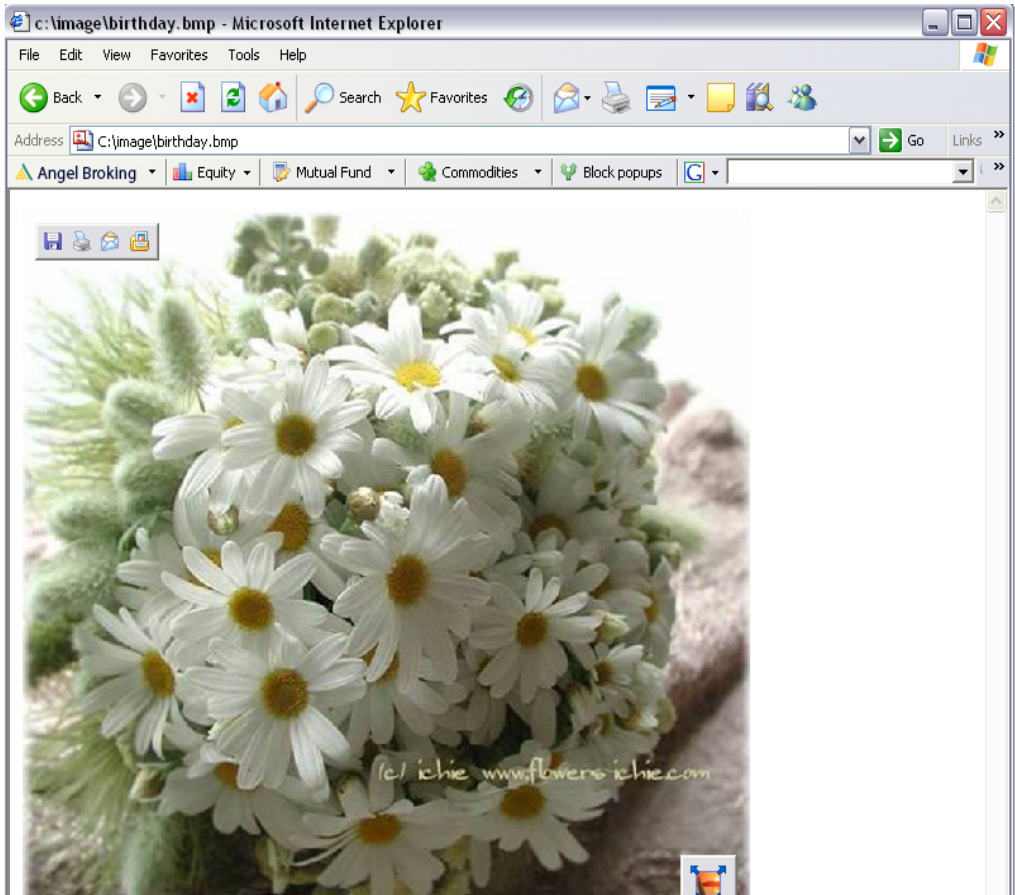 c:\image\birthday.bmp - Microsoft Internet Explorer
File Edit View Favorites Tools Help
Back Search Favorites
Address C:\image\birthday.bmp Go Links »
Angel Broking Equity Mutual Fund Commodities Block popups G »
(c) ichie www.flowers-ichie.com